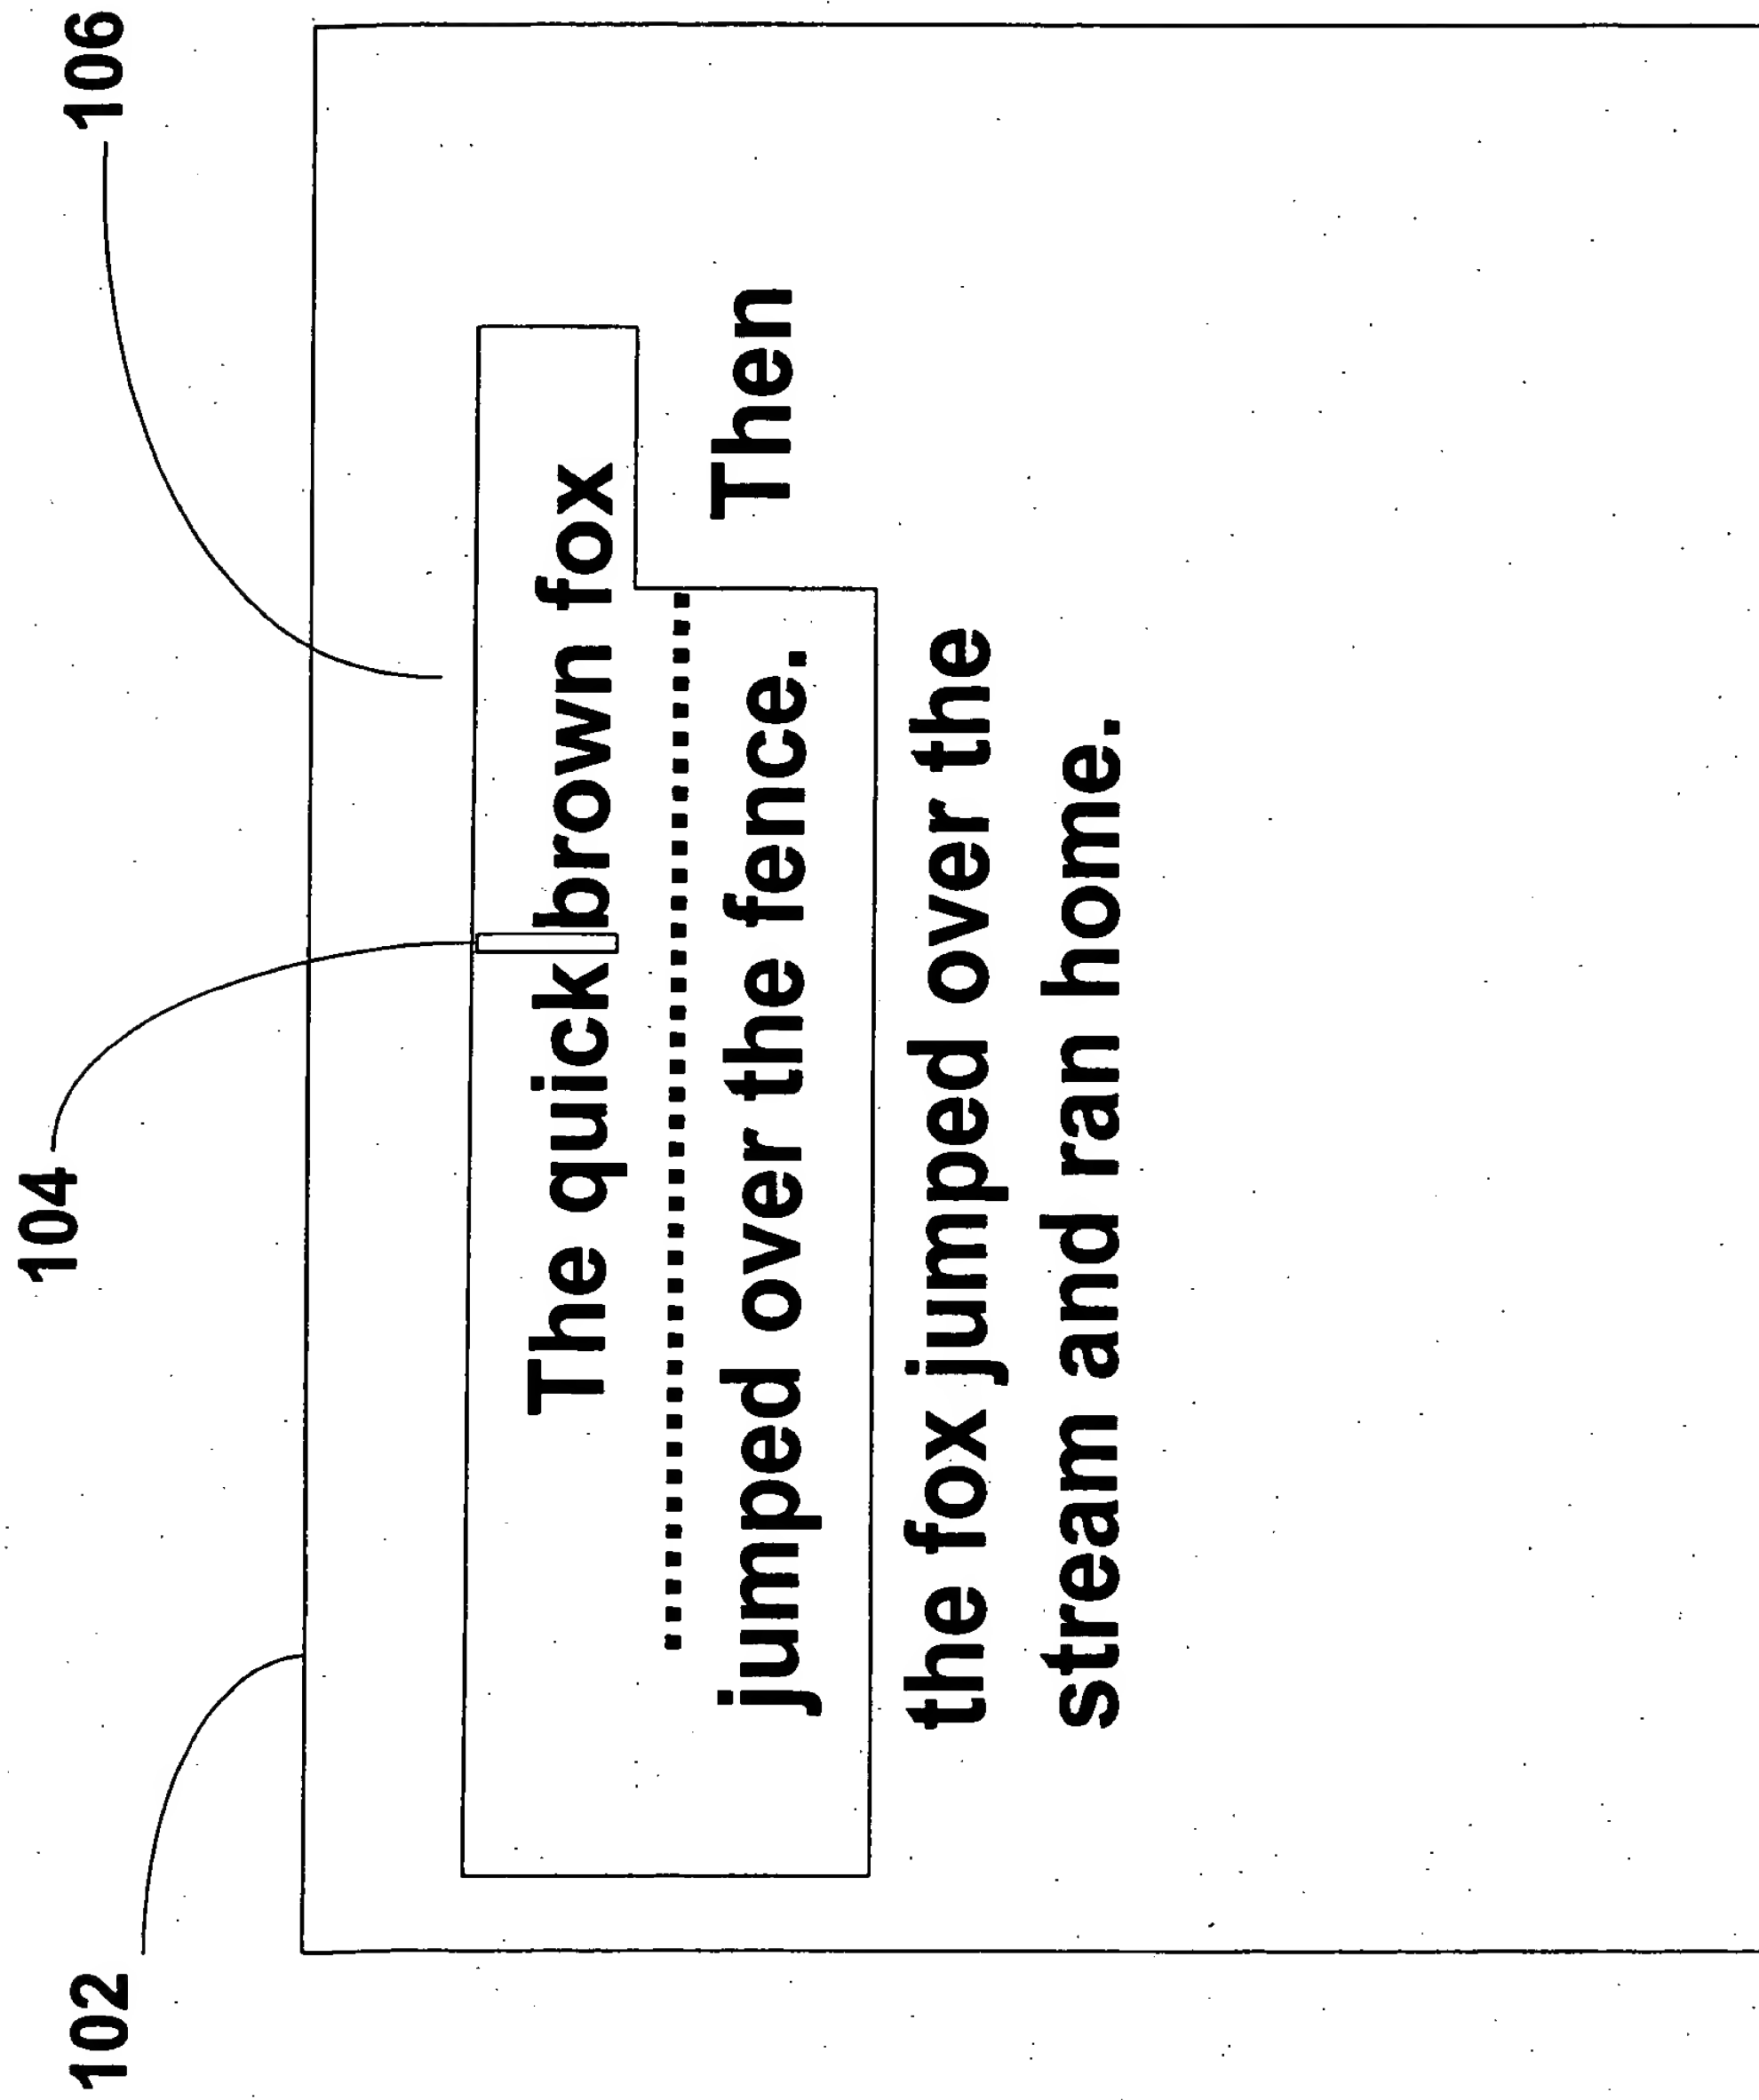 102
104
106
The quick brown fox
jumped over the fence. Then
the fox jumped over the
stream and ran home.